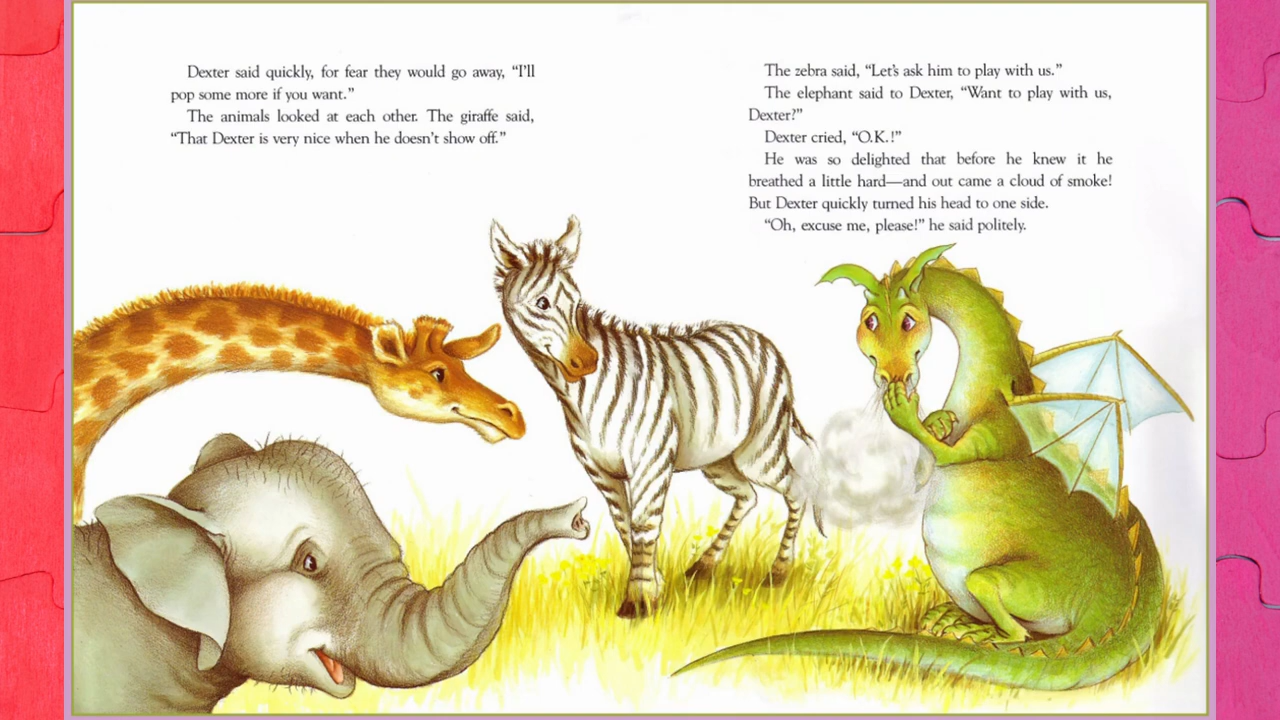 Dexter said quickly, for fear they would go away, “I’ll
pop some more if you want.”
The animals looked at each other. The giraffe said,
“That Dexter is very nice when he doesn’t show off.”
The zebra said, “Let’s ask him to play with us.”
The elephant said to Dexter, “Want to play with us,
Dexter?”
Dexter cried, “O.K.!”
He was so delighted that before he knew it he
breathed a little hard—and out came a cloud of smoke!
But Dexter quickly turned his head to one side.
“Oh, excuse me, please!” he said politely.